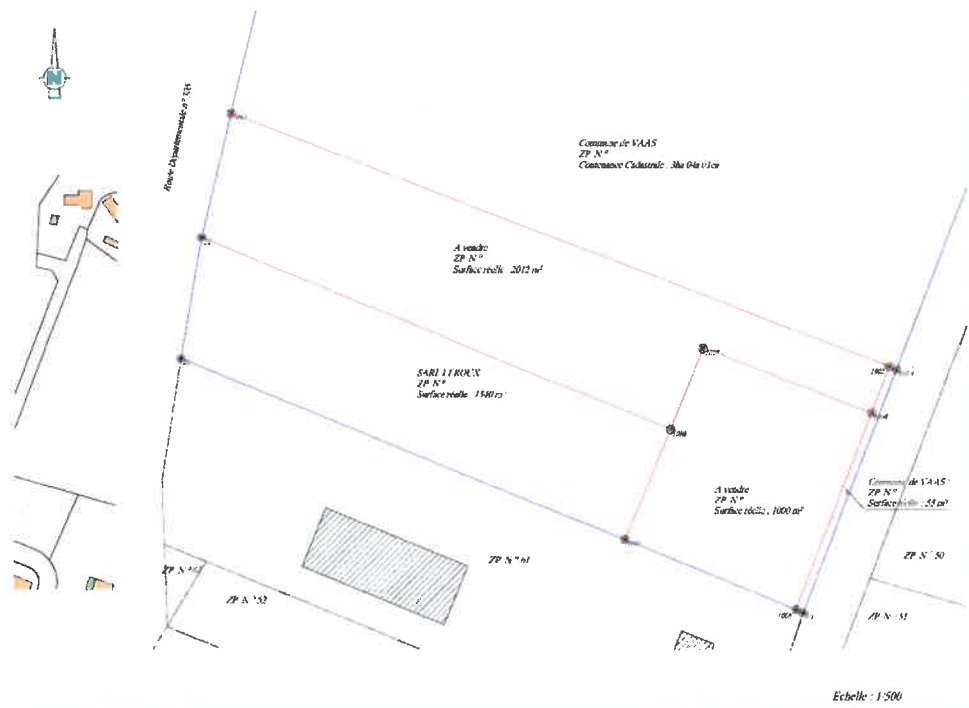 N
Route Départementale n°
Commune de VAAS
ZP N°
Contenance Cadastrale : 3ha 04a 01ca
A vendre
ZP N°
Surface réelle : 2012 m²
SARL LEROUX
ZP N°
Surface réelle : 1540 m²
A vendre
ZP N°
Surface réelle : 1000 m²
Commune de VAAS
ZP N°
Surface réelle : 55 m²
ZP N° 61
ZP N° 50
ZP N°
ZP N° 52
ZP N° 51
Echelle : 1/500